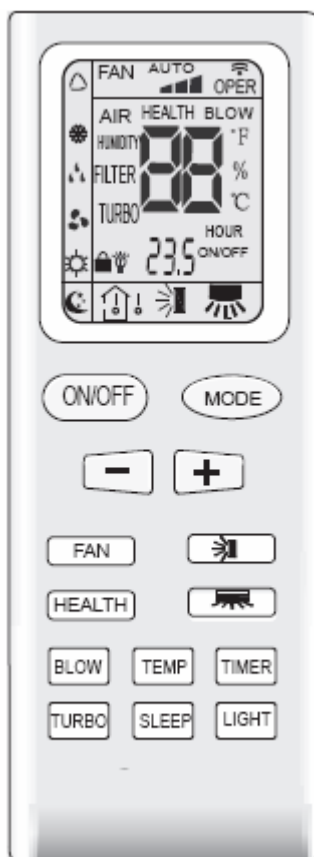 FAN AUTO OPER
AIR HEALTH BLOW
HUMIDITY 88 °F
FILTER %
TURBO °C
HOUR
23.5 ON/OFF
ON/OFF MODE
- +
FAN
HEALTH
BLOW TEMP TIMER
TURBO SLEEP LIGHT